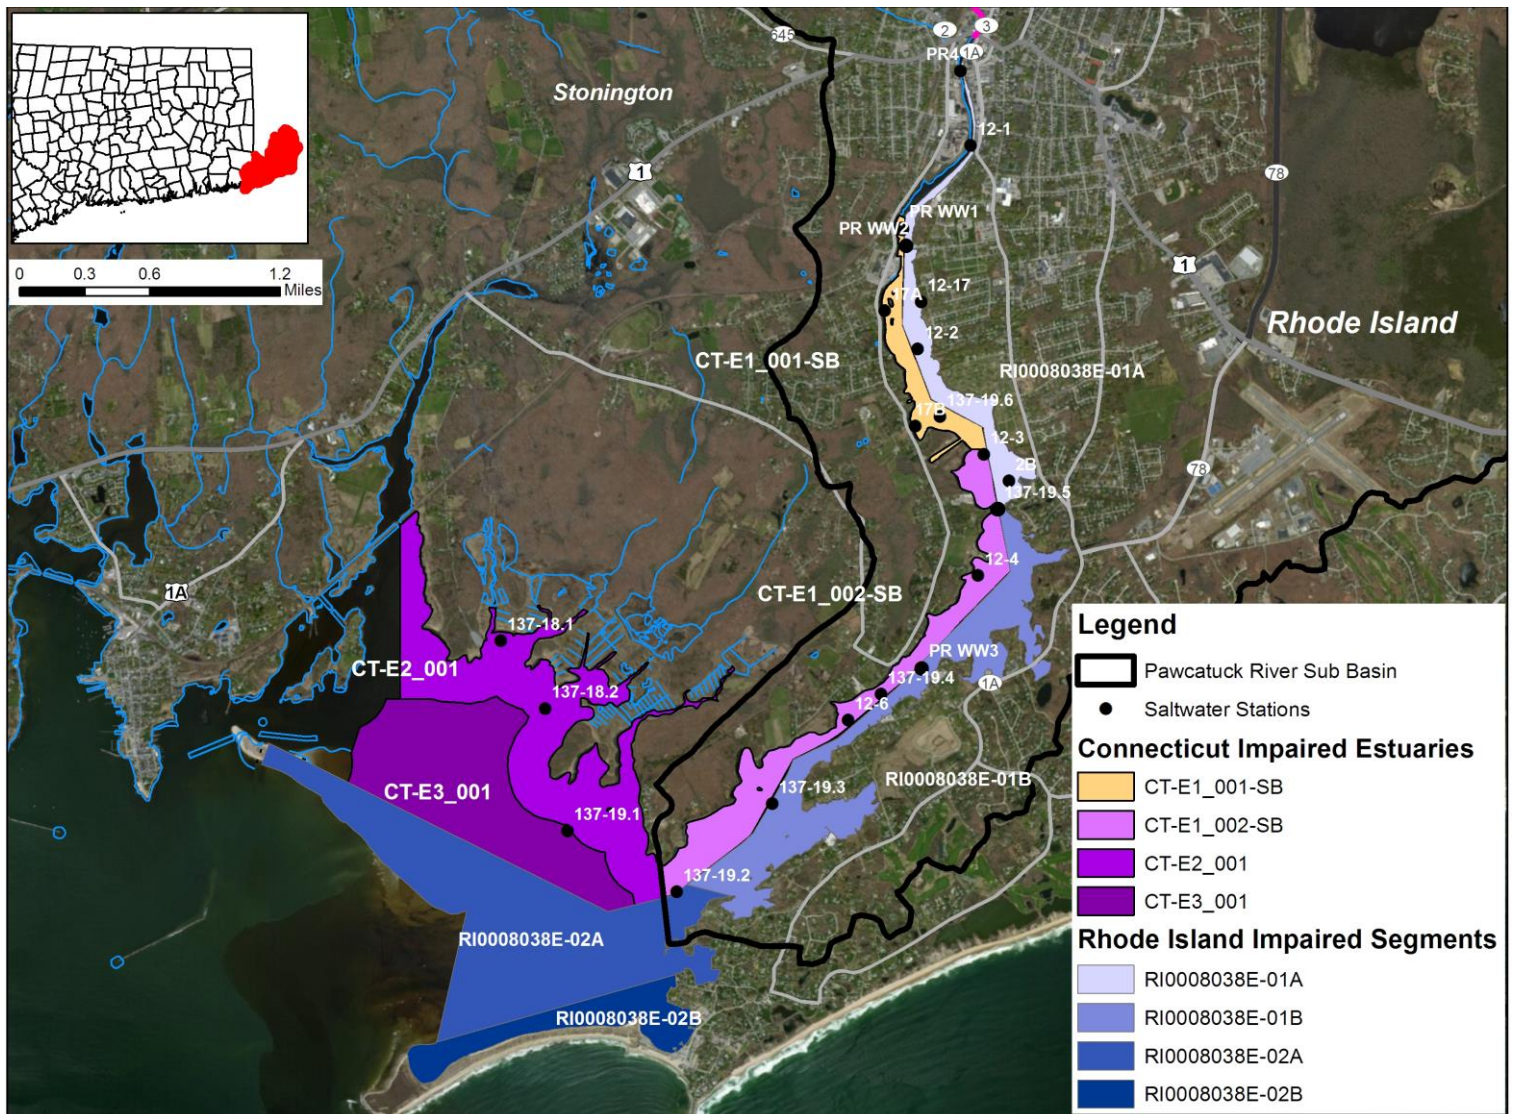 645
2
3
1A
PR4
Stonington
12-1
1
78
0 0.3 0.6 1.2
Miles
PR WW1
PR WW2
1
12-17
17A
Rhode Island
12-2
CT-E1_001-SB
RI0008038E-01A
137-19.6
17B
12-3
2B
78
137-19.5
12-4
1A
CT-E1_002-SB
137-18.1
PR WW3
CT-E2_001
137-19.4
1A
137-18.2
12-6
RI0008038E-01B
CT-E3_001
137-19.3
137-19.1
137-19.2
RI0008038E-02A
RI0008038E-02B
Legend
Pawcatuck River Sub Basin
Saltwater Stations
Connecticut Impaired Estuaries
CT-E1_001-SB
CT-E1_002-SB
CT-E2_001
CT-E3_001
Rhode Island Impaired Segments
RI0008038E-01A
RI0008038E-01B
RI0008038E-02A
RI0008038E-02B